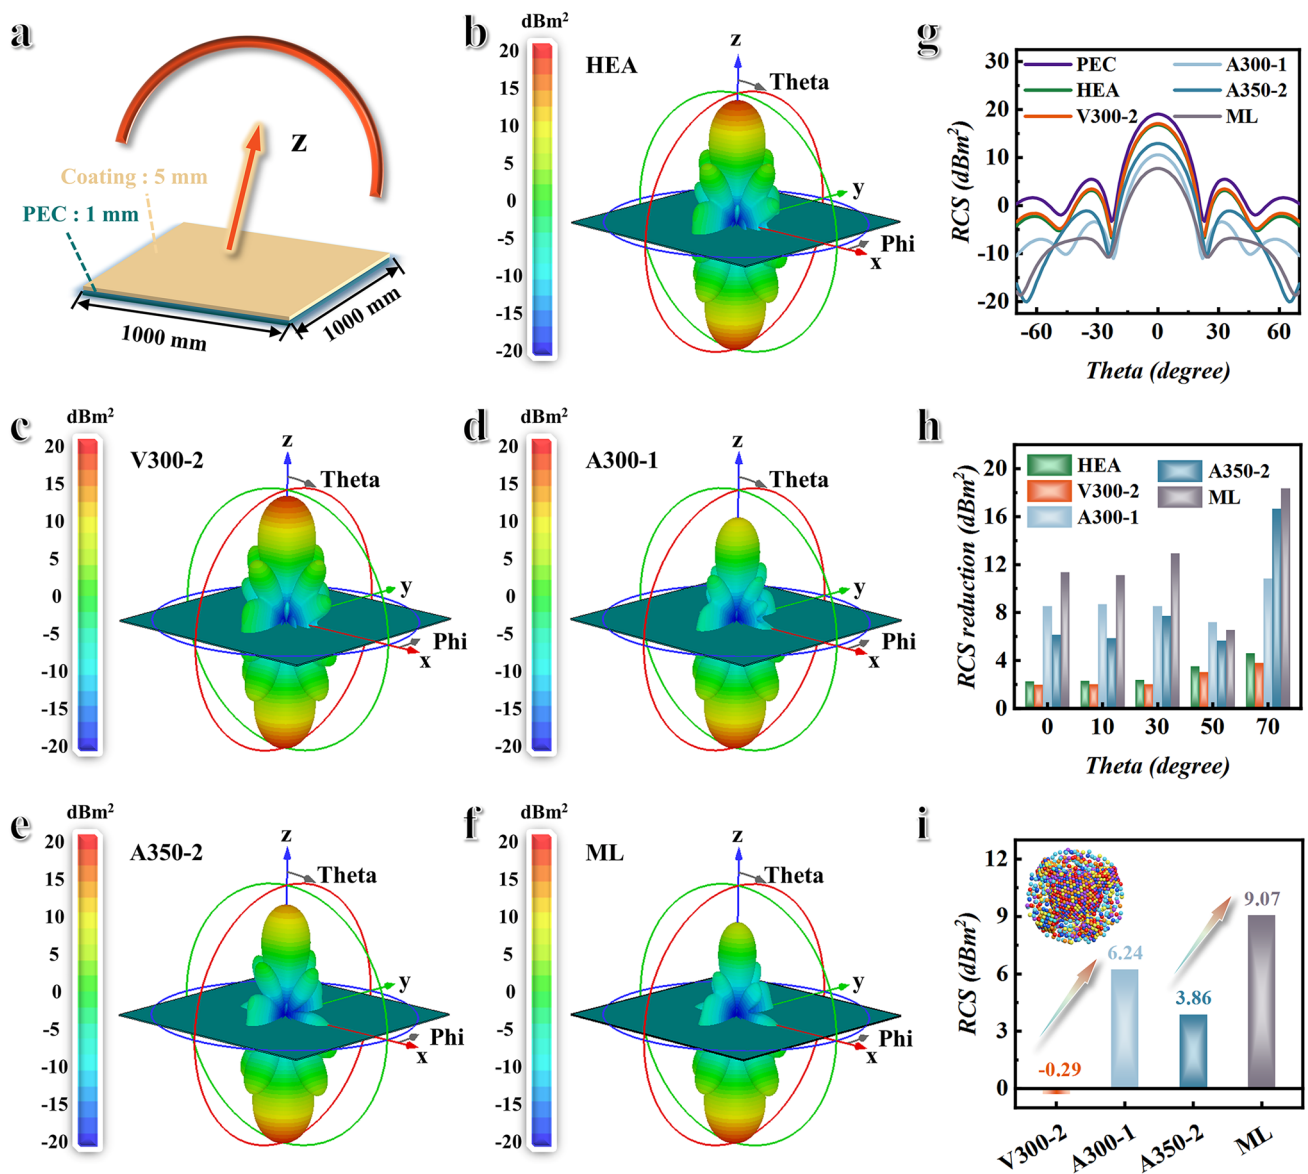 a
z
Coating : 5 mm
PEC : 1 mm
1000 mm
1000 mm
b
dBm²
20
15
10
5
0
-5
-10
-15
-20
HEA
z
Theta
y
Phi
x
g
RCS (dBm²)
30
20
10
0
-10
-20
PEC
HEA
V300-2
A300-1
A350-2
ML
-60 -30 0 30 60
Theta (degree)
c
dBm²
20
15
10
5
0
-5
-10
-15
-20
V300-2
z
Theta
y
Phi
x
d
dBm²
20
15
10
5
0
-5
-10
-15
-20
A300-1
z
Theta
y
Phi
x
h
RCS reduction (dBm²)
20
16
12
8
4
0
HEA
V300-2
A300-1
A350-2
ML
0 10 30 50 70
Theta (degree)
e
dBm²
20
15
10
5
0
-5
-10
-15
-20
A350-2
z
Theta
y
Phi
x
f
dBm²
20
15
10
5
0
-5
-10
-15
-20
ML
z
Theta
y
Phi
x
i
RCS (dBm²)
12
9
6
3
0
-0.29
6.24
3.86
9.07
V300-2
A300-1
A350-2
ML